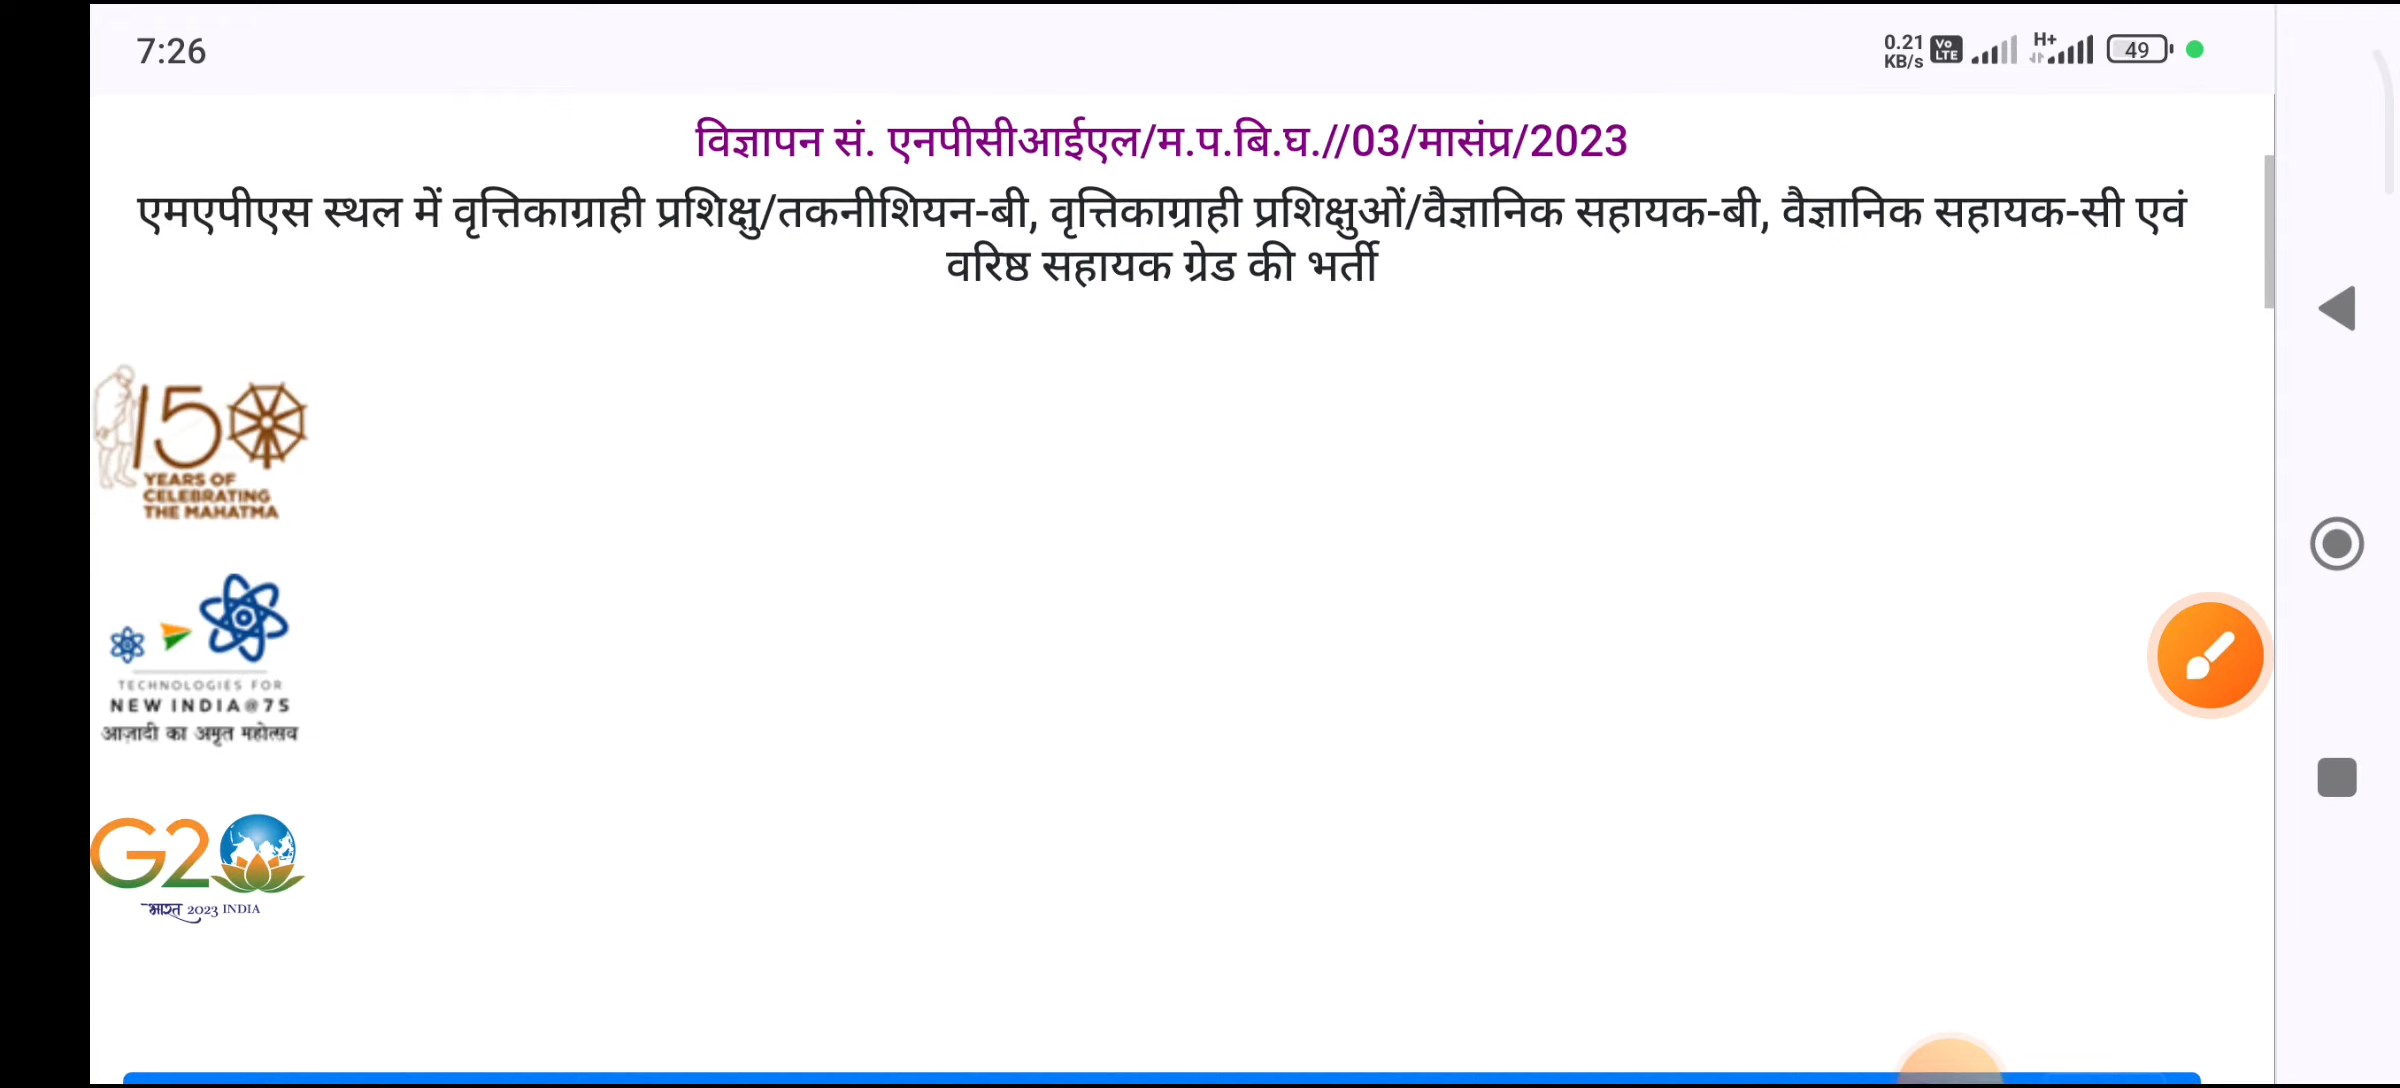 7:26
0.21
KB/s
Vo
LTE
H+
49
विज्ञापन सं. एनपीसीआईएल/म.प.बि.घ.//03/मासंप्र/2023
एमएपीएस स्थल में वृत्तिकाग्राही प्रशिक्षु/तकनीशियन-बी, वृत्तिकाग्राही प्रशिक्षुओं/वैज्ञानिक सहायक-बी, वैज्ञानिक सहायक-सी एवं
वरिष्ठ सहायक ग्रेड की भर्ती
150
YEARS OF
CELEBRATING
THE MAHATMA
TECHNOLOGIES FOR
NEW INDIA@75
आज़ादी का अमृत महोत्सव
G20
भारत 2023 INDIA